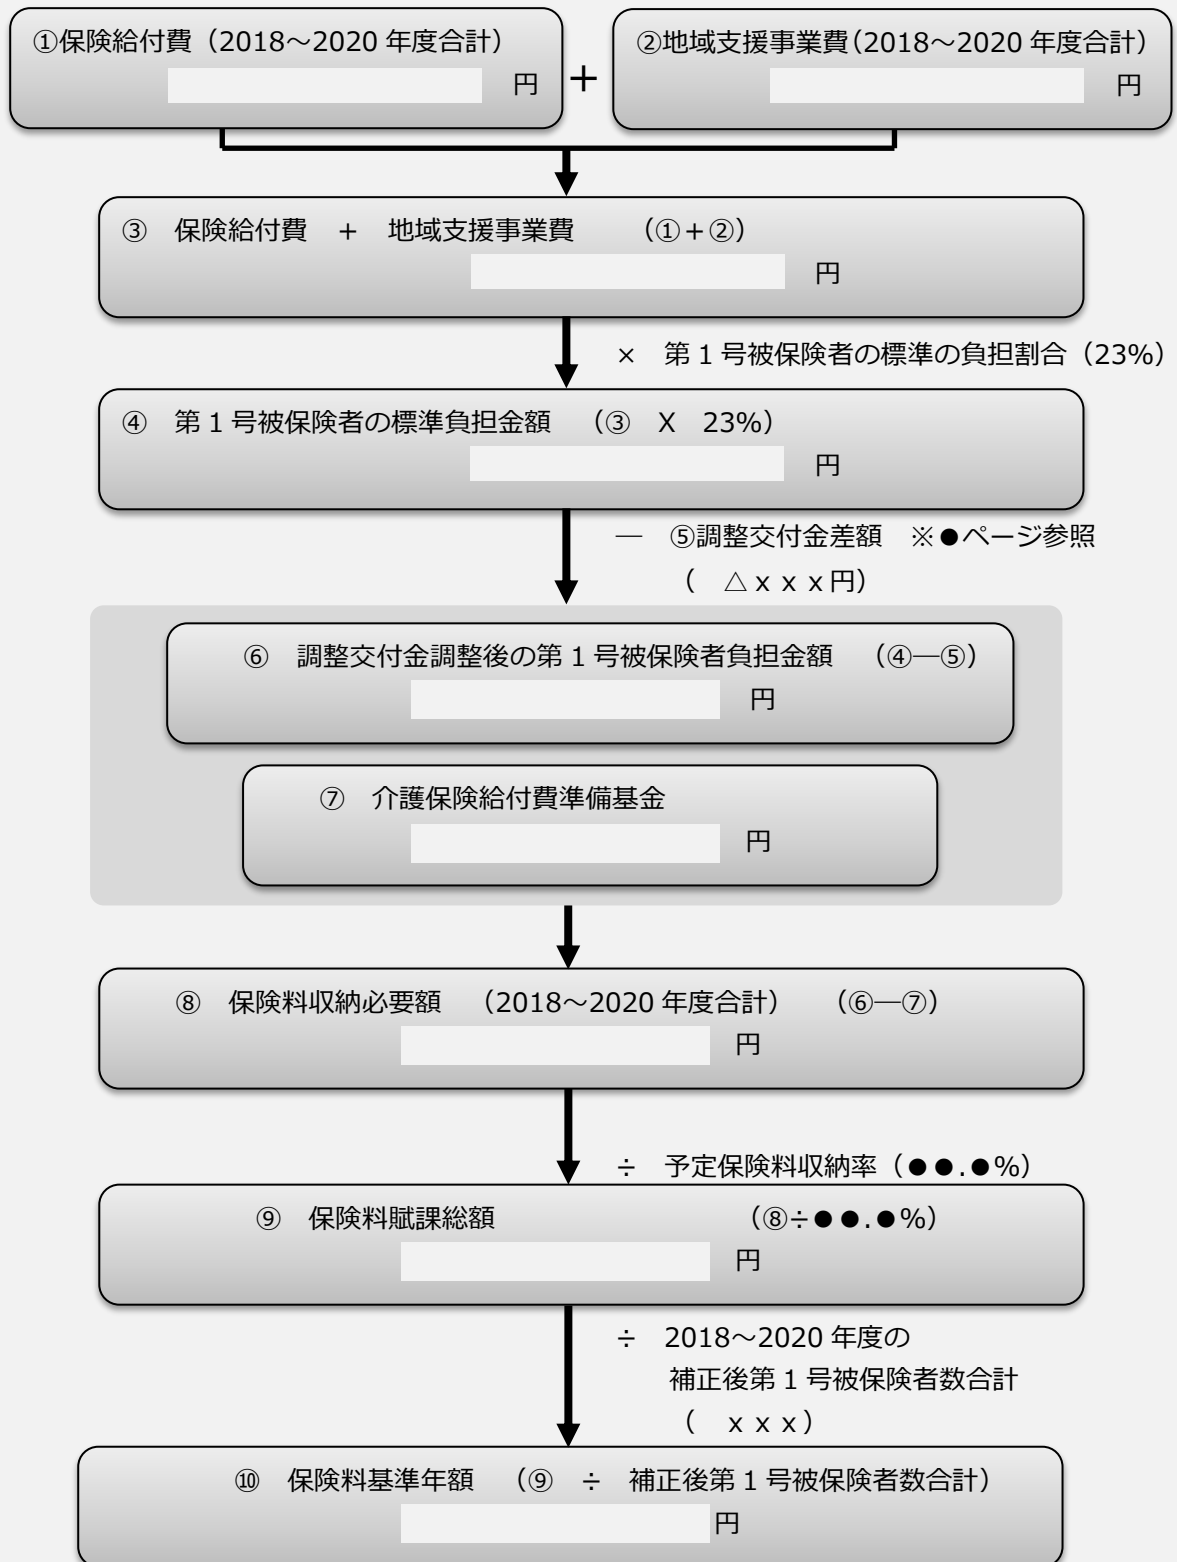 ①保険給付費（2018～2020 年度合計）
円
＋
②地域支援事業費（2018～2020 年度合計）
円
③　保険給付費　+　地域支援事業費　　（①+②）
円
×　第 1 号被保険者の標準の負担割合（23%）
④　第 1 号被保険者の標準負担金額　（③　X　23%）
円
―　⑤調整交付金差額　※●ページ参照
（　△ｘｘｘ円）
⑥　調整交付金調整後の第 1 号被保険者負担金額　（④―⑤）
円
⑦　介護保険給付費準備基金
円
⑧　保険料収納必要額　（2018～2020 年度合計）　（⑥―⑦）
円
÷　予定保険料収納率（●●.●%）
⑨　保険料賦課総額　　　　　　　　（⑧÷●●.●%）
円
÷　2018～2020 年度の
補正後第 1 号被保険者数合計
（　ｘｘｘ）
⑩　保険料基準年額　（⑨　÷　補正後第 1 号被保険者数合計）
円